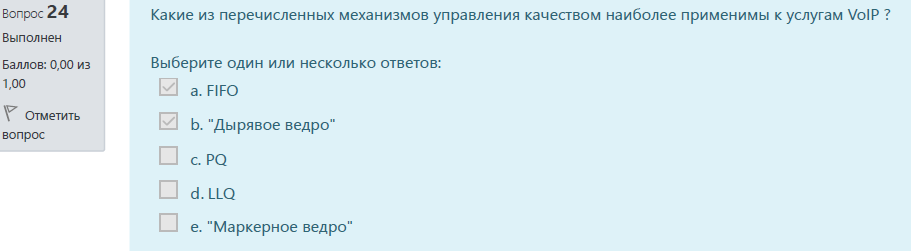 Вопрос 24
Выполнен
Баллов: 0,00 из
1,00
Отметить
вопрос
Какие из перечисленных механизмов управления качеством наиболее применимы к услугам VoIP ?
Выберите один или несколько ответов:
a. FIFO
b. "Дырявое ведро"
c. PQ
d. LLQ
e. "Маркерное ведро"